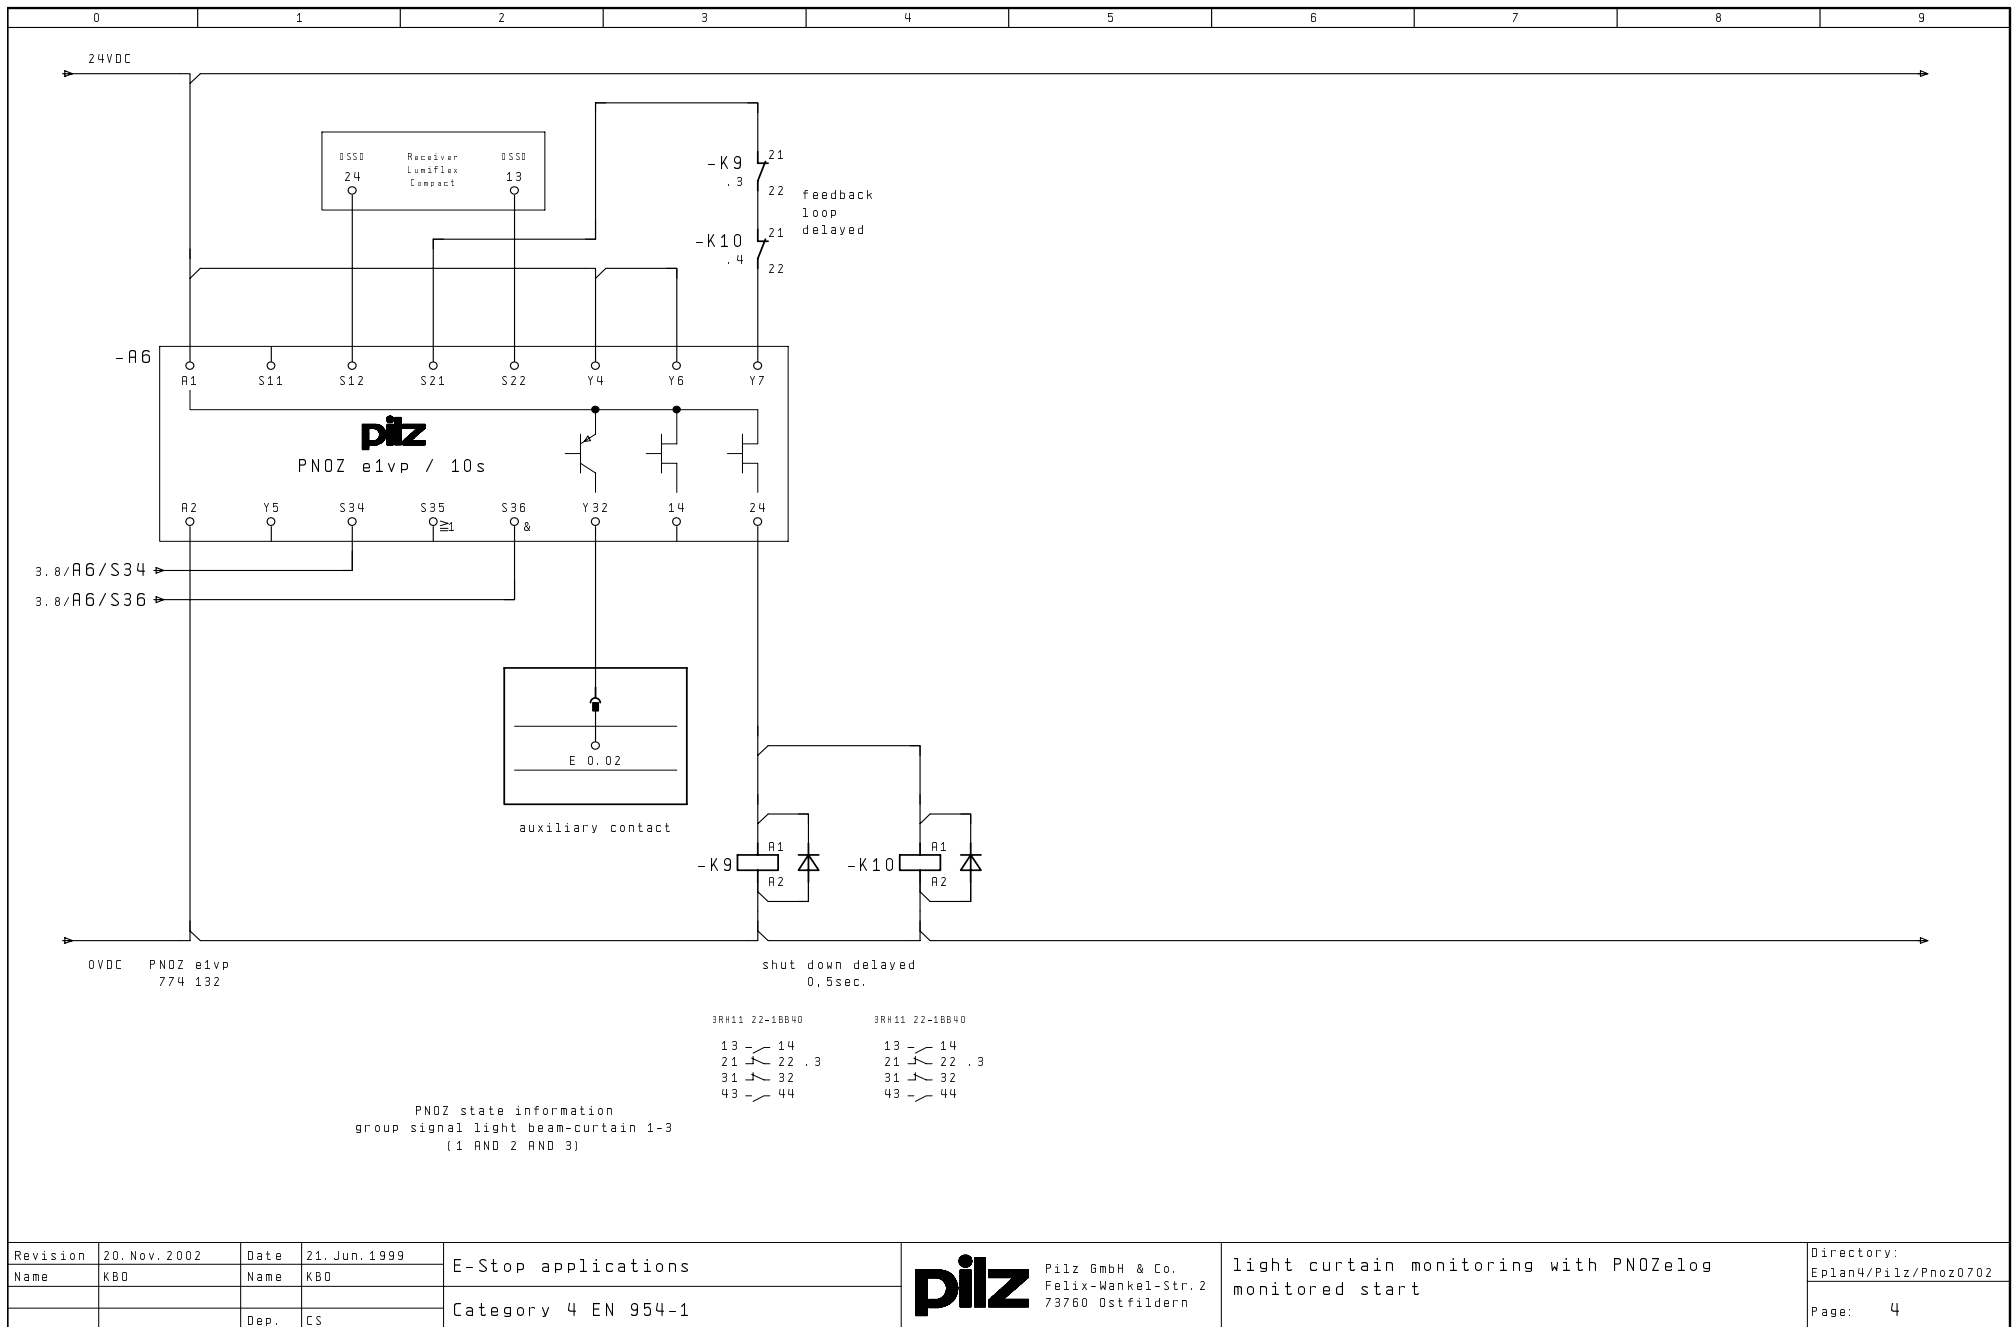 0 1 2 3 4 5 6 7 8 9
24VDC
OSSD Receiver OSSD
Lumiflex
24 Compact 13
-K9 21
.3 22
feedback
loop
delayed
-K10 21
.4 22
-A6
A1 S11 S12 S21 S22 Y4 Y6 Y7
pilz
PNOZ e1vp / 10s
A2 Y5 S34 S35 S36 Y32 14 24
≧1 &
3.8/A6/S34
3.8/A6/S36
E 0.02
auxiliary contact
-K9 A1 A2
-K10 A1 A2
0VDC PNOZ e1vp
774 132
shut down delayed
0,5sec.
3RH11 22-1BB40 3RH11 22-1BB40
13 14 13 14
21 22 .3 21 22 .3
31 32 31 32
43 44 43 44
PNOZ state information
group signal light beam-curtain 1-3
(1 AND 2 AND 3)
Revision 20.Nov.2002 Date 21.Jun.1999
Name KBO Name KBO
Dep. CS
E-Stop applications
Category 4 EN 954-1
pilz
Pilz GmbH & Co.
Felix-Wankel-Str.2
73760 Ostfildern
light curtain monitoring with PNOZelog
monitored start
Directory:
Eplan4/Pilz/Pnoz0702
Page: 4